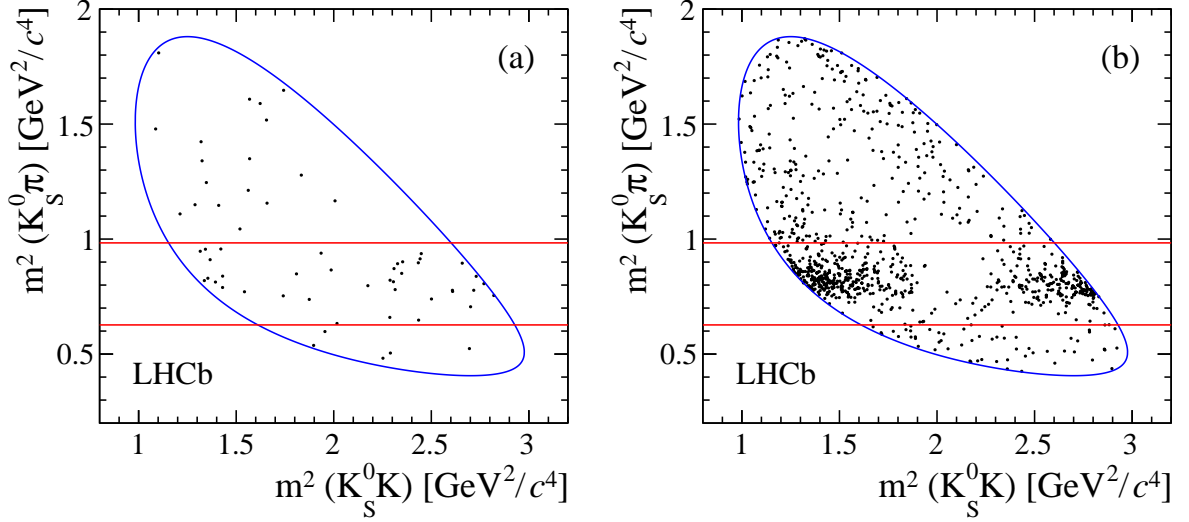 2
1.5
1
0.5
m² (K⁰_S π) [GeV²/c⁴]
(a)
LHCb
1 1.5 2 2.5 3
m² (K⁰_S K) [GeV²/c⁴]
2
1.5
1
0.5
m² (K⁰_S π) [GeV²/c⁴]
(b)
LHCb
1 1.5 2 2.5 3
m² (K⁰_S K) [GeV²/c⁴]